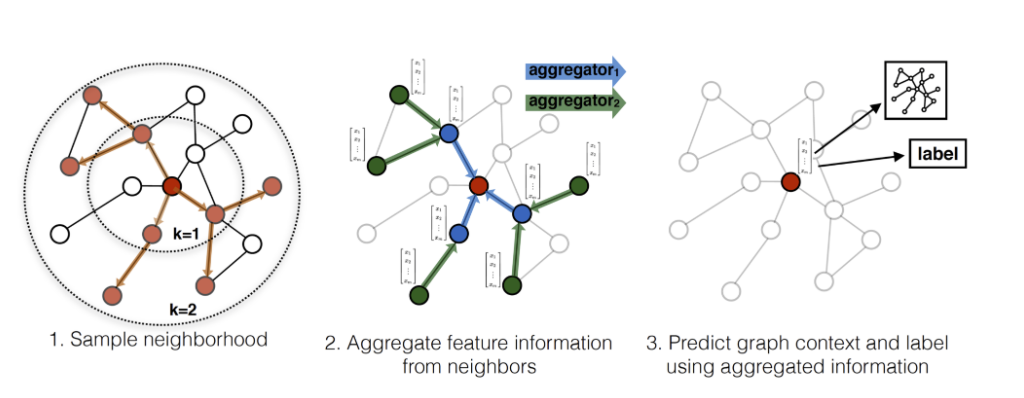 aggregator₁
aggregator₂
label
k=1
k=2
1. Sample neighborhood
2. Aggregate feature information
from neighbors
3. Predict graph context and label
using aggregated information